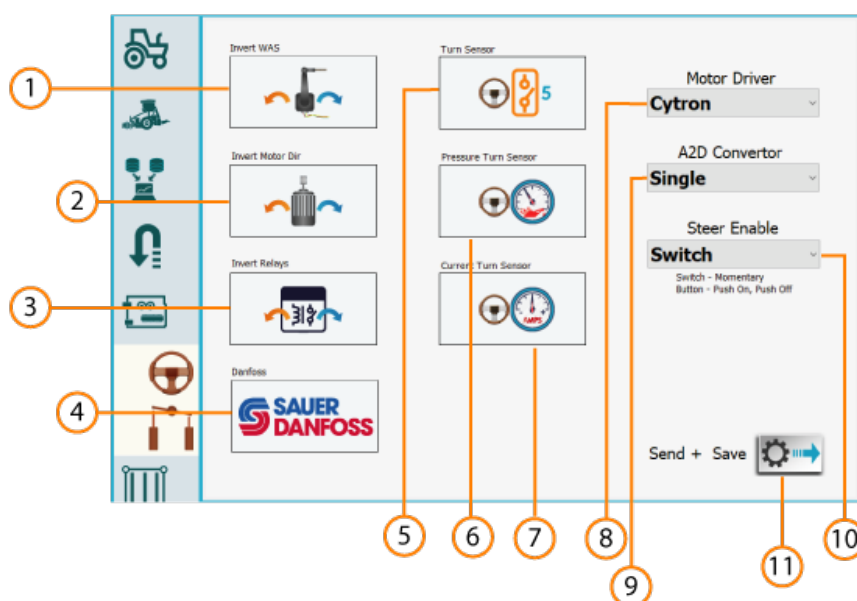 Invert WAS
Turn Sensor
5
Motor Driver
Cytron
A2D Convertor
Single
Steer Enable
Switch
Switch - Momentary
Button - Push On, Push Off
Invert Motor Dir
Pressure Turn Sensor
Invert Relays
Current Turn Sensor
AMPS
Danfoss
SAUER
DANFOSS
Send + Save
1
2
3
4
5
6
7
8
9
10
11